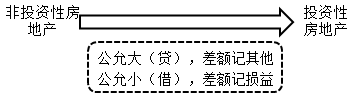 非投资性房
地产
投资性
房地产
公允大（贷），差额记其他
公允小（借），差额记损益